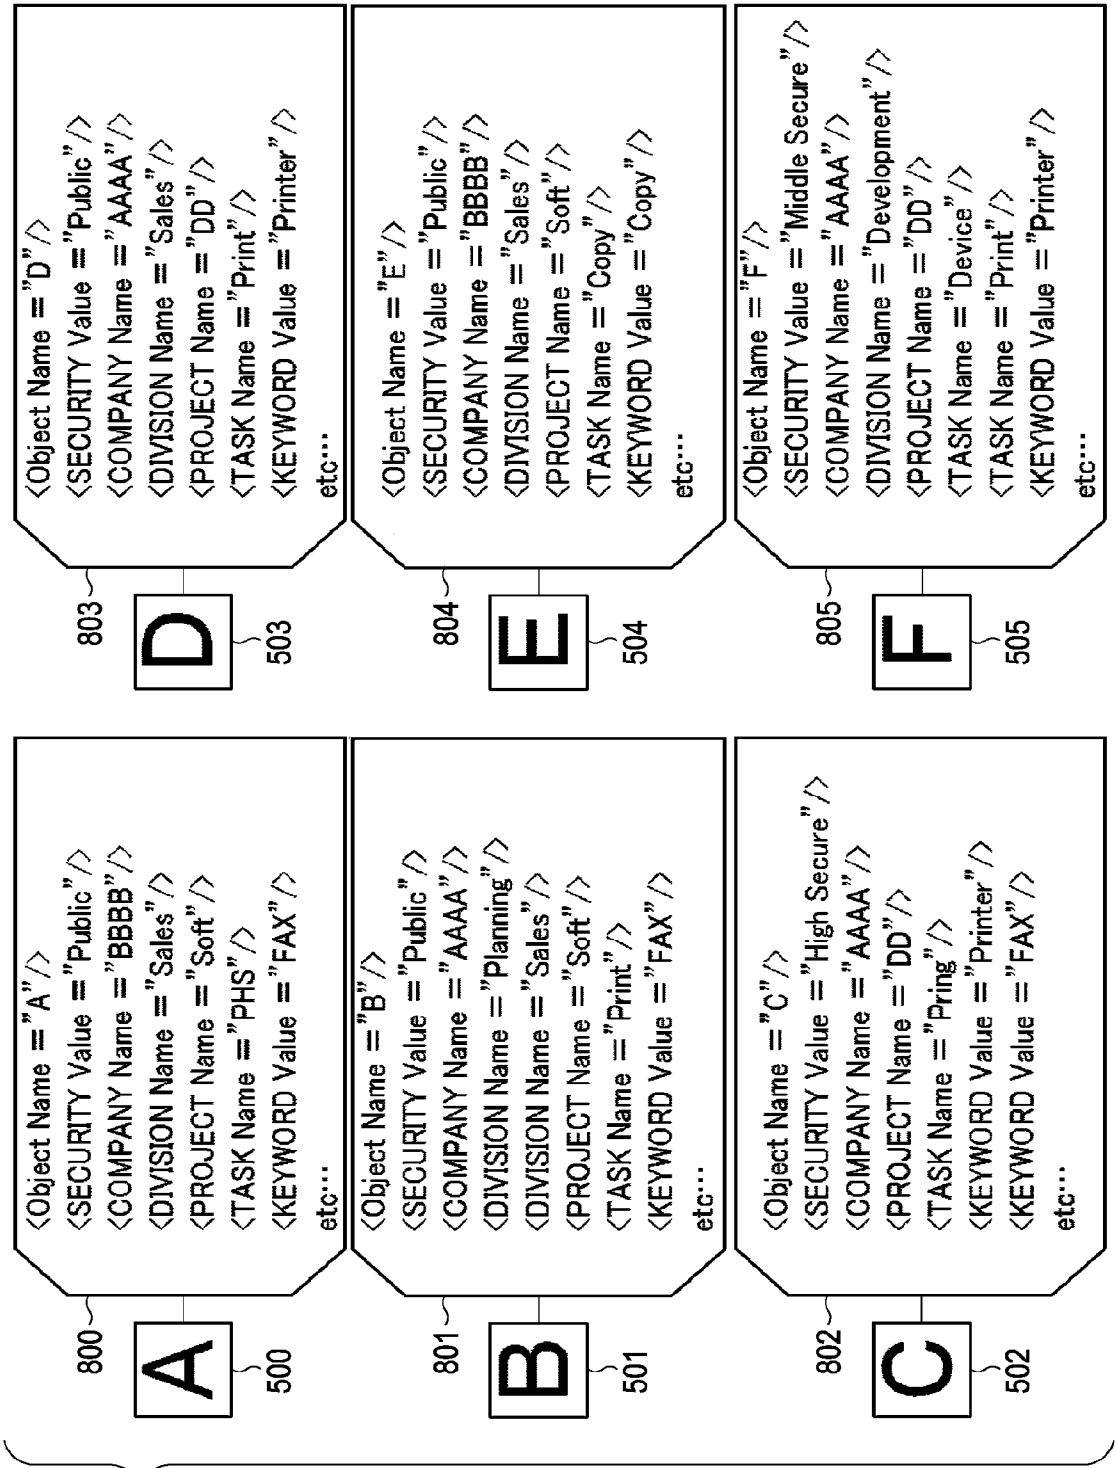 A
500
800
<Object Name ="A"/>
<SECURITY Value ="Public"/>
<COMPANY Name ="BBBB"/>
<DIVISION Name ="Sales"/>
<PROJECT Name ="Soft"/>
<TASK Name ="PHS"/>
<KEYWORD Value ="FAX"/>
etc…
D
503
803
<Object Name ="D"/>
<SECURITY Value ="Public"/>
<COMPANY Name ="AAAA"/>
<DIVISION Name ="Sales"/>
<PROJECT Name ="DD"/>
<TASK Name ="Print"/>
<KEYWORD Value ="Printer"/>
etc…
B
501
801
<Object Name ="B"/>
<SECURITY Value ="Public"/>
<COMPANY Name ="AAAA"/>
<DIVISION Name ="Planning"/>
<DIVISION Name ="Sales"/>
<PROJECT Name ="Soft"/>
<TASK Name ="Print"/>
<KEYWORD Value ="FAX"/>
etc…
E
504
804
<Object Name ="E"/>
<SECURITY Value ="Public"/>
<COMPANY Name ="BBBB"/>
<DIVISION Name ="Sales"/>
<PROJECT Name ="Soft"/>
<TASK Name ="Copy"/>
<KEYWORD Value ="Copy"/>
etc…
C
502
802
<Object Name ="C"/>
<SECURITY Value ="High Secure"/>
<COMPANY Name ="AAAA"/>
<PROJECT Name ="DD"/>
<TASK Name ="Pring"/>
<KEYWORD Value ="Printer"/>
<KEYWORD Value ="FAX"/>
etc…
F
505
805
<Object Name ="F"/>
<SECURITY Value ="Middle Secure"/>
<COMPANY Name ="AAAA"/>
<DIVISION Name ="Development"/>
<PROJECT Name ="DD"/>
<TASK Name ="Device"/>
<TASK Name ="Print"/>
<KEYWORD Value ="Printer"/>
etc…